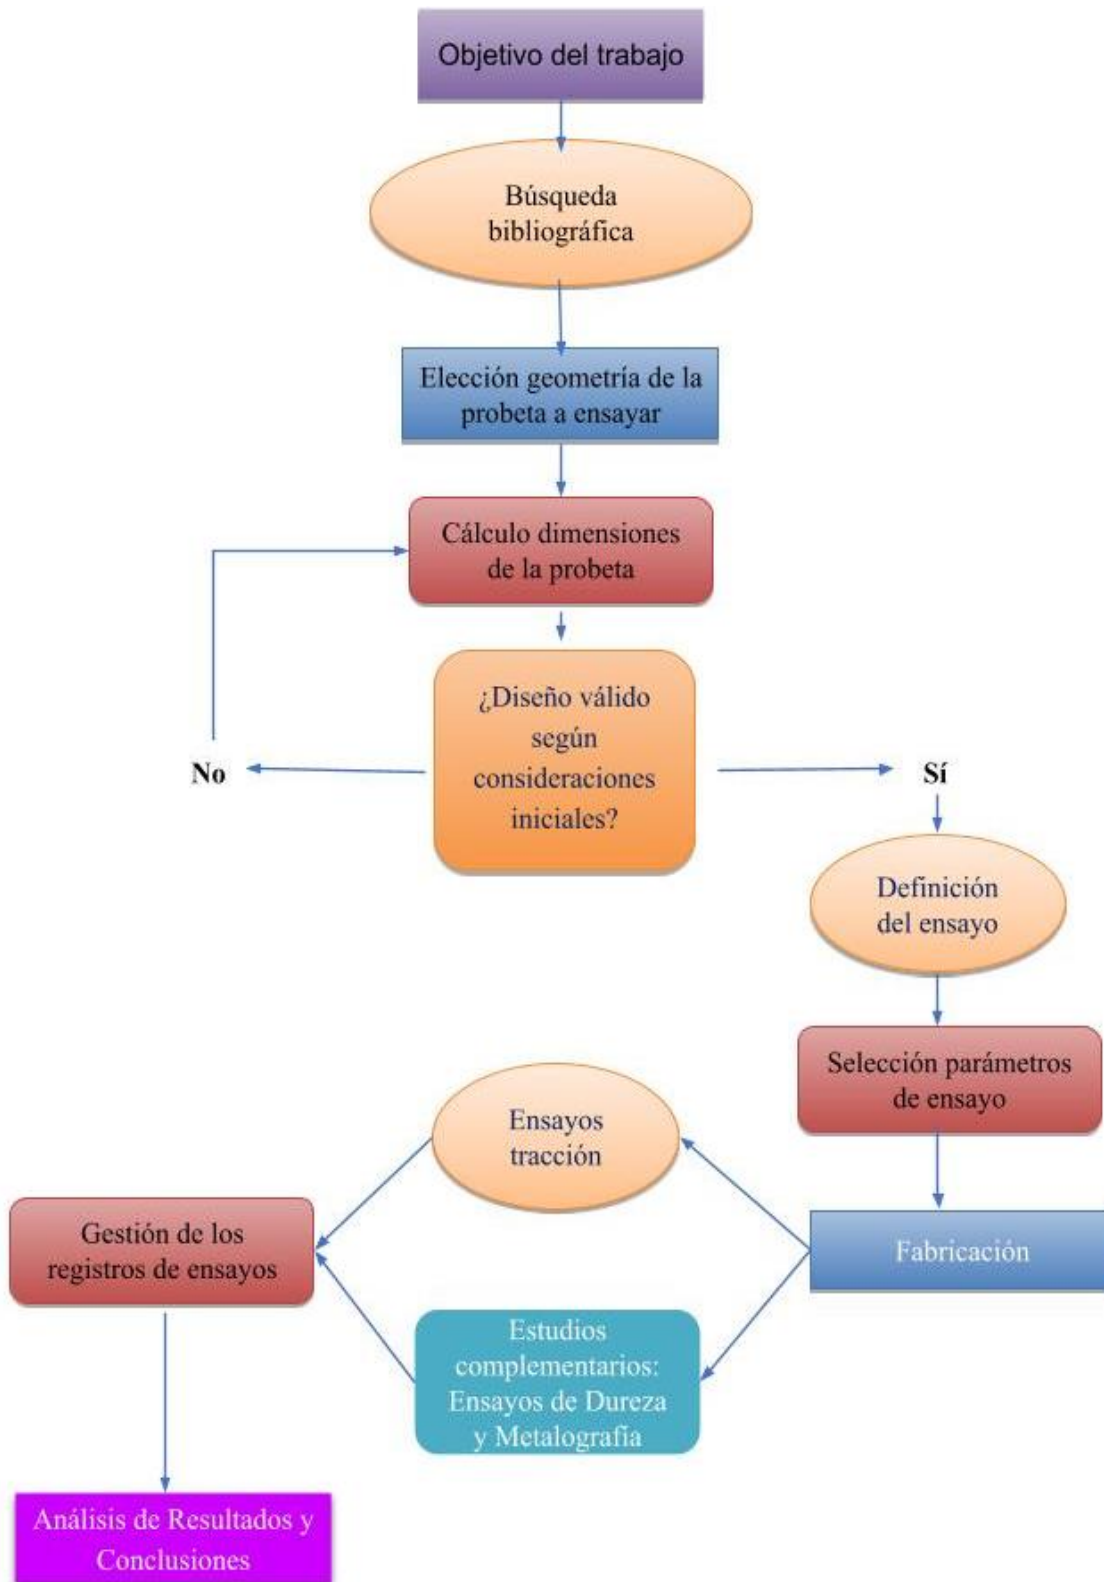 Objetivo del trabajo
Búsqueda
bibliográfica
Elección geometría de la
probeta a ensayar
Cálculo dimensiones
de la probeta
¿Diseño válido
según
consideraciones
iniciales?
No
Sí
Definición
del ensayo
Selección parámetros
de ensayo
Fabricación
Ensayos
tracción
Estudios
complementarios:
Ensayos de Dureza
y Metalografía
Gestión de los
registros de ensayos
Análisis de Resultados y
Conclusiones